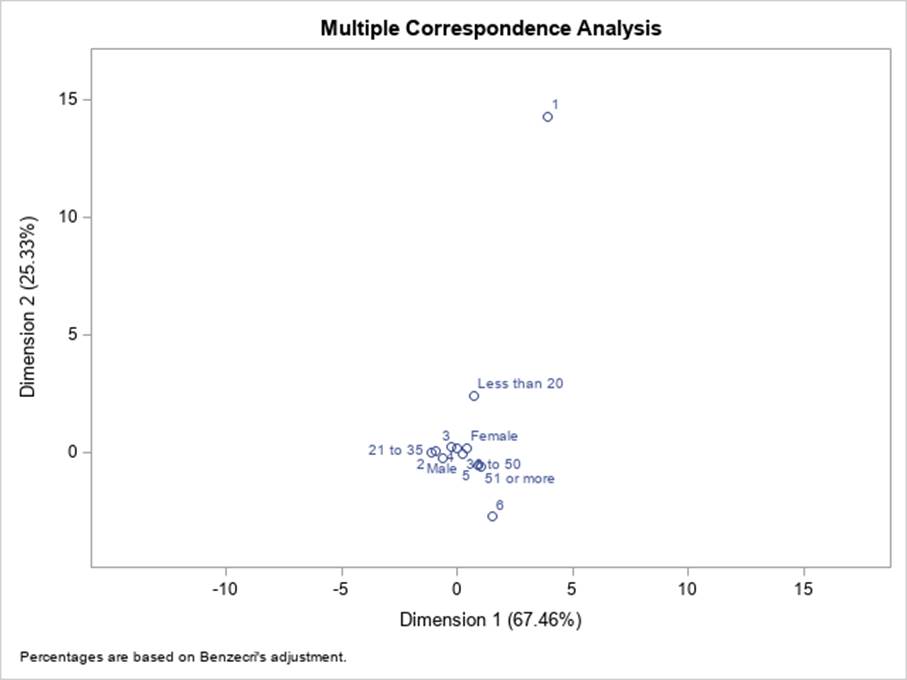 Multiple Correspondence Analysis
15
1
10
Dimension 2 (25.33%)
5
Less than 20
3
Female
0
21 to 35
4
2
Male
to 50
5
51 or more
6
-10
-5
0
5
10
15
Dimension 1 (67.46%)
Percentages are based on Benzecri's adjustment.